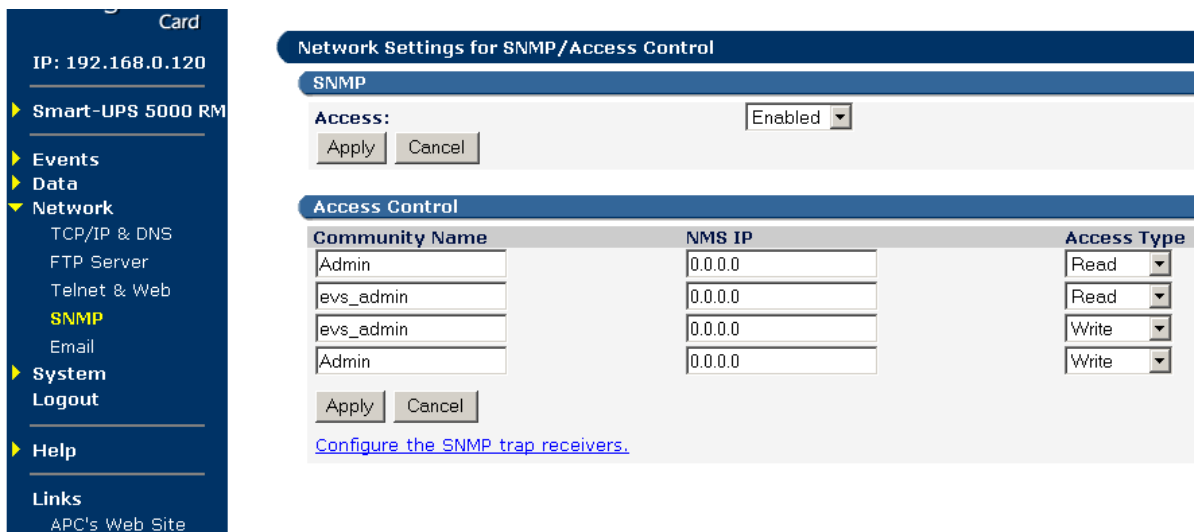 Card
IP: 192.168.0.120
Smart-UPS 5000 RM
Events
Data
Network
TCP/IP & DNS
FTP Server
Telnet & Web
SNMP
Email
System
Logout
Help
Links
APC's Web Site
Network Settings for SNMP/Access Control
SNMP
Access: Enabled
Apply Cancel
Access Control
Community Name NMS IP Access Type
Admin 0.0.0.0 Read
evs_admin 0.0.0.0 Read
evs_admin 0.0.0.0 Write
Admin 0.0.0.0 Write
Apply Cancel
Configure the SNMP trap receivers.